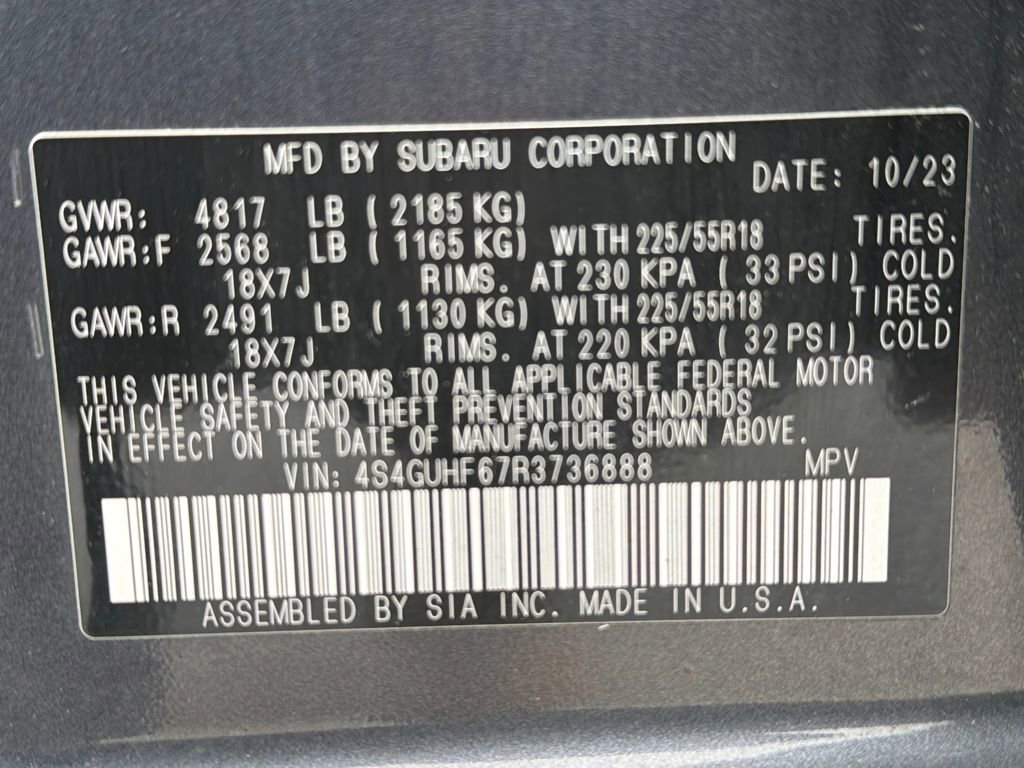 MFD BY SUBARU CORPORATION DATE: 10/23
GVWR: 4817 LB ( 2185 KG)
GAWR:F 2568 LB ( 1165 KG) WITH 225/55R18 TIRES.
18X7J RIMS. AT 230 KPA ( 33 PSI) COLD
GAWR:R 2491 LB ( 1130 KG) WITH 225/55R18 TIRES.
18X7J RIMS. AT 220 KPA ( 32 PSI) COLD
THIS VEHICLE CONFORMS TO ALL APPLICABLE FEDERAL MOTOR
VEHICLE SAFETY AND THEFT PREVENTION STANDARDS
IN EFFECT ON THE DATE OF MANUFACTURE SHOWN ABOVE.
VIN: 4S4GUHF67R3736888 MPV
ASSEMBLED BY SIA INC. MADE IN U.S.A.